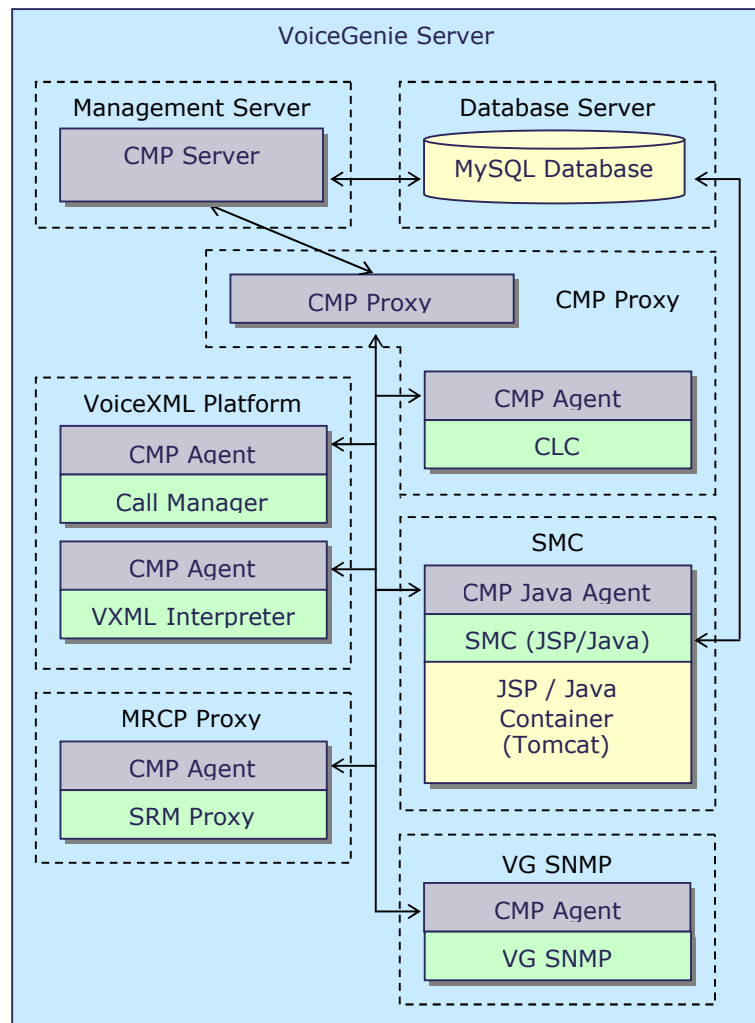 VoiceGenie Server
Management Server
CMP Server
Database Server
MySQL Database
CMP Proxy
CMP Proxy
CMP Agent
CLC
VoiceXML Platform
CMP Agent
Call Manager
CMP Agent
VXML Interpreter
SMC
CMP Java Agent
SMC (JSP/Java)
JSP / Java
Container
(Tomcat)
MRCP Proxy
CMP Agent
SRM Proxy
VG SNMP
CMP Agent
VG SNMP